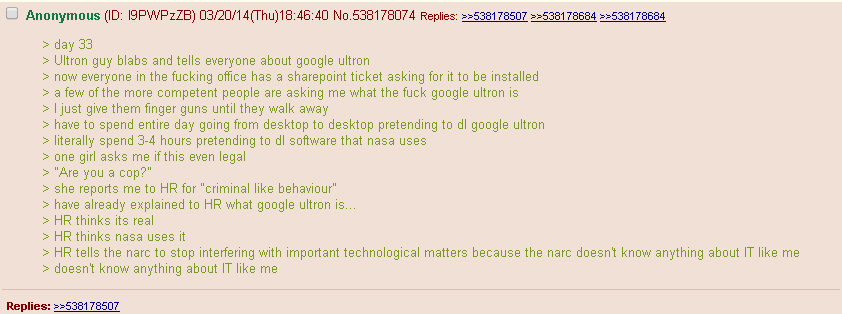 Anonymous (ID: I9PWPzZB) 03/20/14(Thu)18:46:40 No.538178074 Replies: >>538178507 >>538178684 >>538178684
> day 33
> Ultron guy blabs and tells everyone about google ultron
> now everyone in the fucking office has a sharepoint ticket asking for it to be installed
> a few of the more competent people are asking me what the fuck google ultron is
> I just give them finger guns until they walk away
> have to spend entire day going from desktop to desktop pretending to dl google ultron
> literally spend 3-4 hours pretending to dl software that nasa uses
> one girl asks me if this even legal
> "Are you a cop?"
> she reports me to HR for "criminal like behaviour"
> have already explained to HR what google ultron is...
> HR thinks its real
> HR thinks nasa uses it
> HR tells the narc to stop interfering with important technological matters because the narc doesn't know anything about IT like me
> doesn't know anything about IT like me
Replies: >>538178507